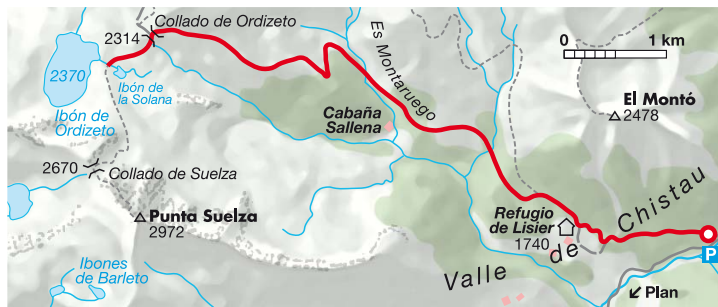 Collado de Ordizeto
2314
2370
Ibón de
la Solana
Ibón de
Ordizeto
Es Montaruego
0 1 km
El Montó
2478
Cabaña
Sallena
2670
Collado de Suelza
Punta Suelza
2972
Refugio
de Lisier
1740
Valle de Chistau
P
Ibones
de Barleto
Plan